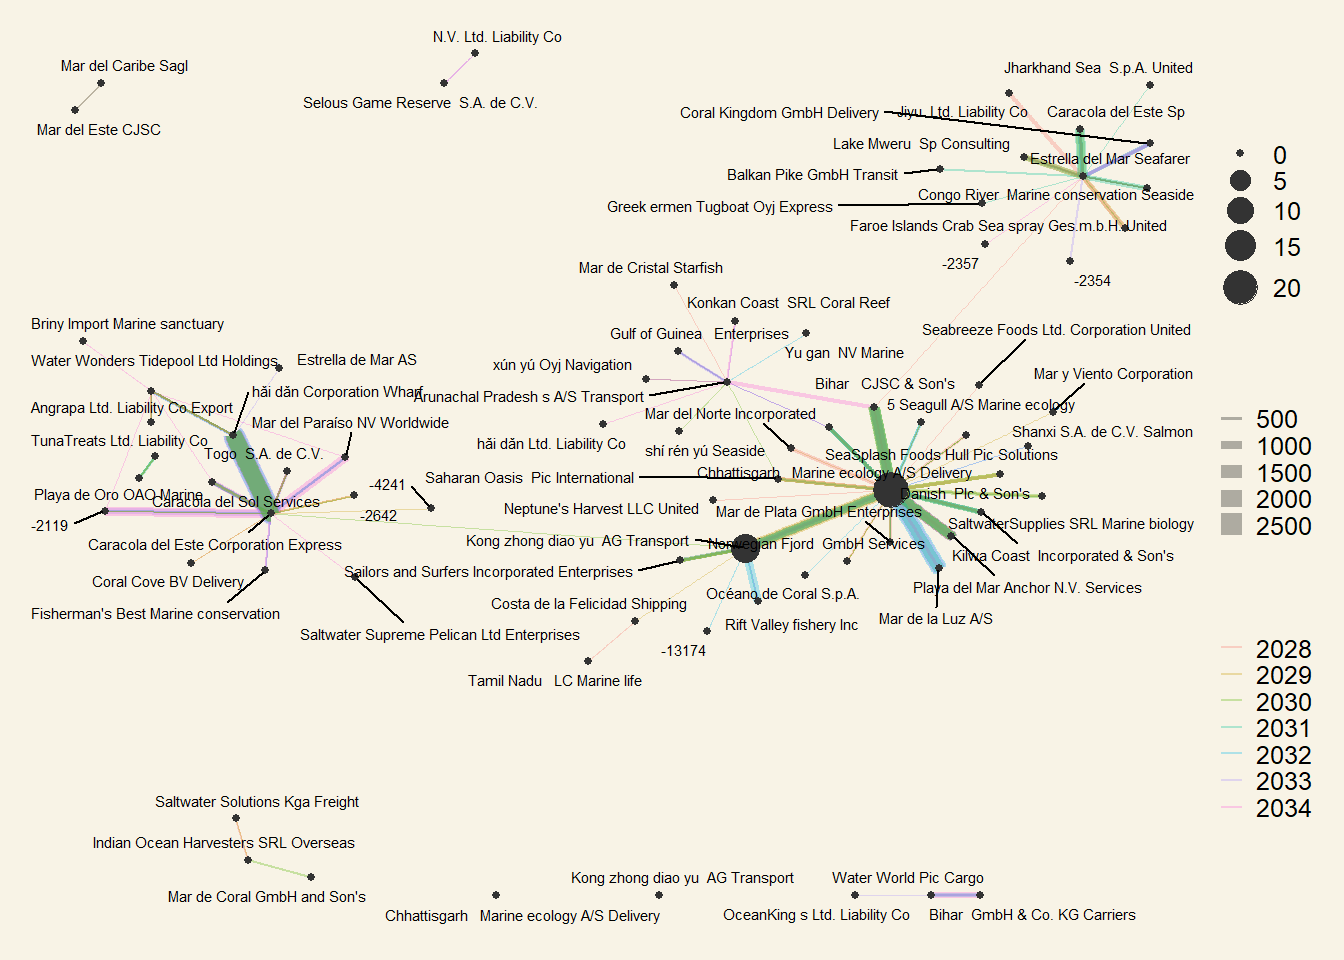 N.V. Ltd. Liability Co
Mar del Caribe Sagl
Jharkhand Sea  S.p.A. United
Selous Game Reserve  S.A. de C.V.
Coral Kingdom GmbH Delivery
Jiyu  Ltd. Liability Co
Caracola del Este Sp
Mar del Este CJSC
Lake Mweru  Sp Consulting
Estrella del Mar Seafarer
0
Balkan Pike GmbH Transit
5
Congo River  Marine conservation Seaside
Greek ermen Tugboat Oyj Express
10
Faroe Islands Crab Sea spray Ges.m.b.H. United
15
-2357
Mar de Cristal Starfish
-2354
20
Konkan Coast  SRL Coral Reef
Briny Import Marine sanctuary
Gulf of Guinea   Enterprises
Seabreeze Foods Ltd. Corporation United
Yu gan  NV Marine
Water Wonders Tidepool Ltd Holdings
Estrella de Mar AS
xún yú Oyj Navigation
Mar y Viento Corporation
Bihar   CJSC & Son's
hǎi dǎn Corporation Wharf
Arunachal Pradesh s A/S Transport
5 Seagull A/S Marine ecology
Angrapa Ltd. Liability Co Export
Mar del Norte Incorporated
500
Mar del Paraíso NV Worldwide
Shanxi S.A. de C.V. Salmon
TunaTreats Ltd. Liability Co
hǎi dǎn Ltd. Liability Co
shí rén yú Seaside
1000
Togo  S.A. de C.V.
SeaSplash Foods Hull Pic Solutions
1500
Saharan Oasis  Pic International
Chhattisgarh   Marine ecology A/S Delivery
-4241
Playa de Oro OAO Marine
Caracola del Sol Services
Danish  Plc & Son's
2000
-2642
Neptune's Harvest LLC United
Mar de Plata GmbH Enterprises
-2119
SaltwaterSupplies SRL Marine biology
2500
Caracola del Este Corporation Express
Kong zhong diao yu  AG Transport
Norwegian Fjord  GmbH Services
Kilwa Coast  Incorporated & Son's
Coral Cove BV Delivery
Sailors and Surfers Incorporated Enterprises
Playa del Mar Anchor N.V. Services
Océano de Coral S.p.A.
Costa de la Felicidad Shipping
Fisherman's Best Marine conservation
Mar de la Luz A/S
Rift Valley fishery Inc
Saltwater Supreme Pelican Ltd Enterprises
-13174
Tamil Nadu   LC Marine life
2028
2029
2030
2031
2032
2033
2034
Saltwater Solutions Kga Freight
Indian Ocean Harvesters SRL Overseas
Mar de Coral GmbH and Son's
Kong zhong diao yu  AG Transport
Water World Pic Cargo
Chhattisgarh   Marine ecology A/S Delivery
OceanKing s Ltd. Liability Co
Bihar  GmbH & Co. KG Carriers